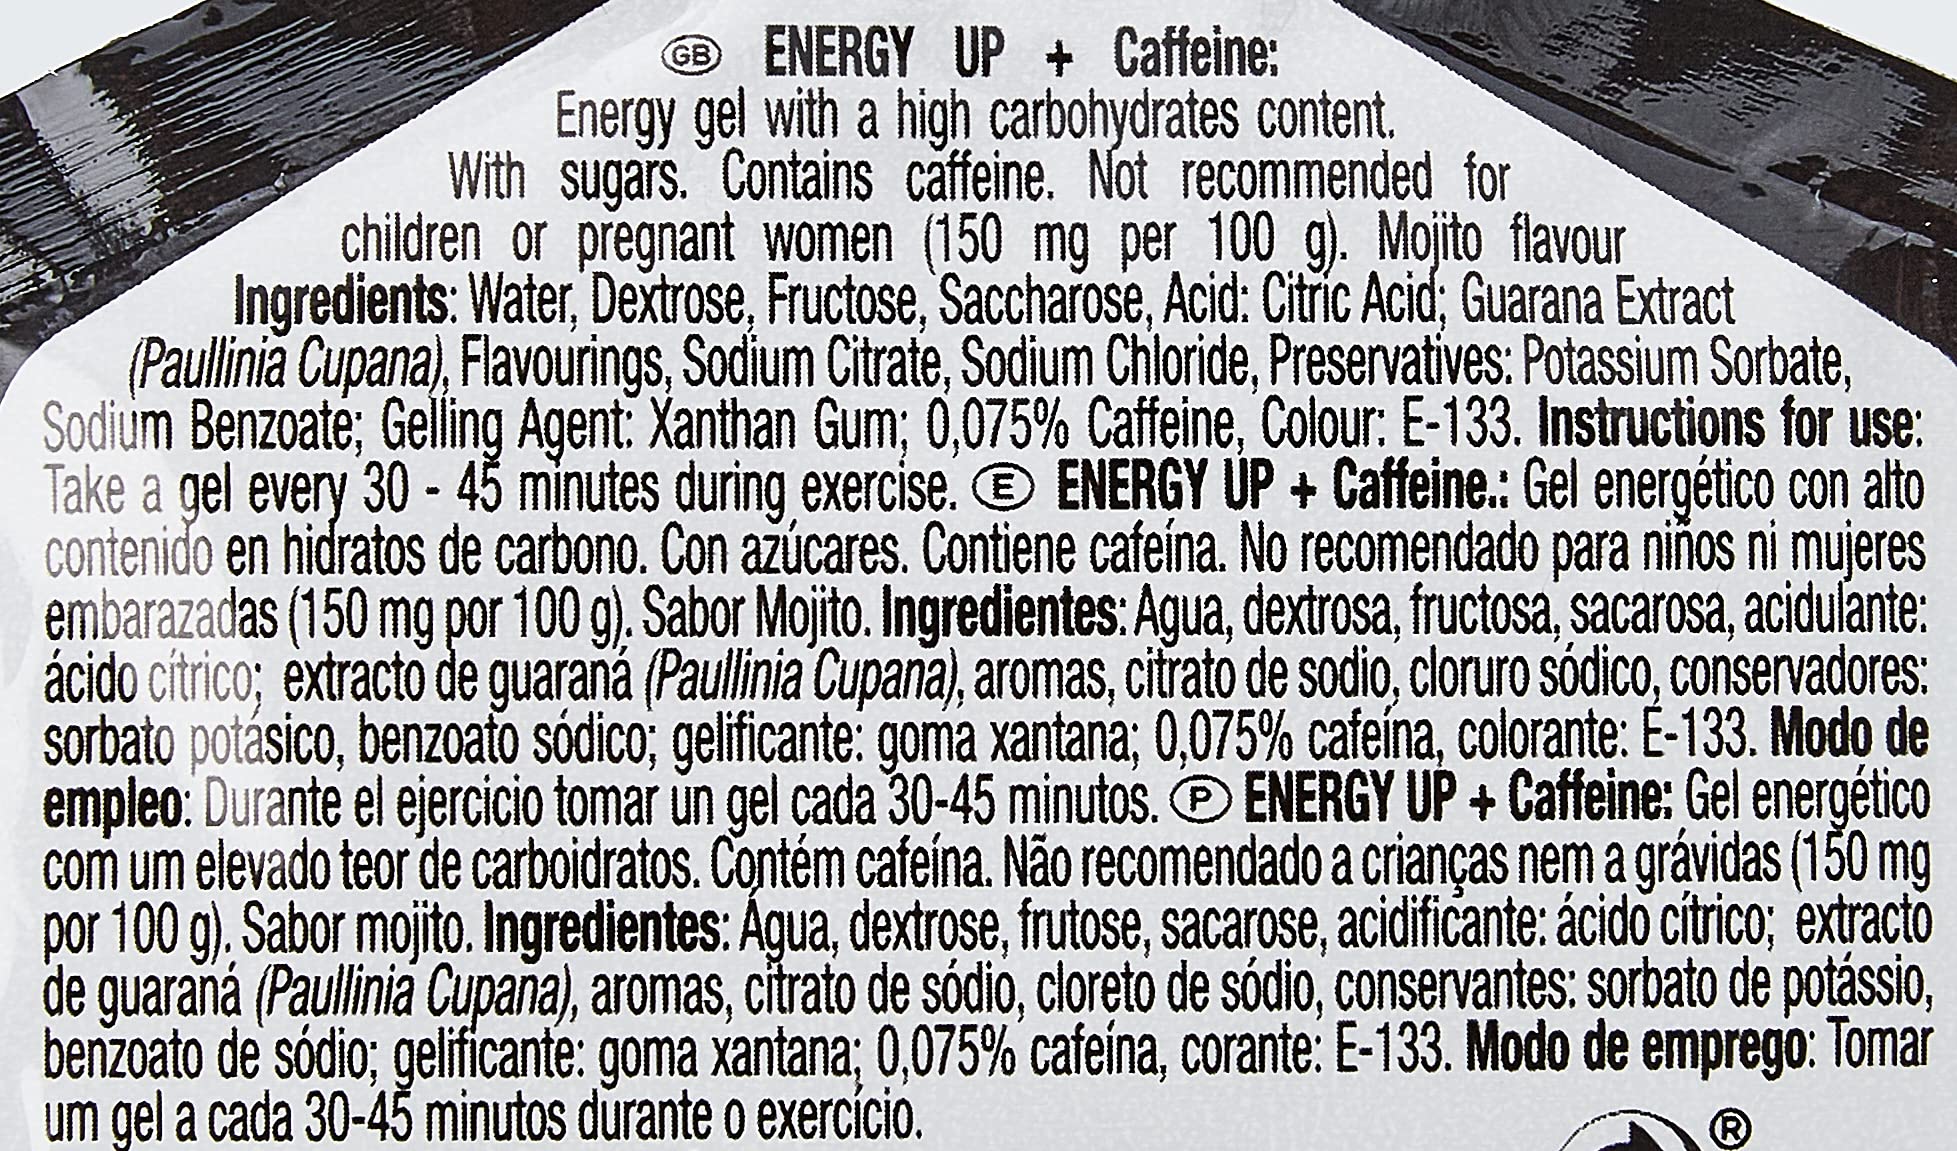 GB ENERGY UP + Caffeine:
Energy gel with a high carbohydrates content.
With sugars. Contains caffeine. Not recommended for
children or pregnant women (150 mg per 100 g). Mojito flavour
Ingredients: Water, Dextrose, Fructose, Saccharose, Acid: Citric Acid; Guarana Extract
(Paullinia Cupana), Flavourings, Sodium Citrate, Sodium Chloride, Preservatives: Potassium Sorbate,
Sodium Benzoate; Gelling Agent: Xanthan Gum; 0,075% Caffeine, Colour: E-133. Instructions for use:
Take a gel every 30 - 45 minutes during exercise. E ENERGY UP + Caffeine.: Gel energético con alto
contenido en hidratos de carbono. Con azúcares. Contiene cafeína. No recomendado para niños ni mujeres
embarazadas (150 mg por 100 g). Sabor Mojito. Ingredientes: Agua, dextrosa, fructosa, sacarosa, acidulante:
ácido cítrico; extracto de guaraná (Paullinia Cupana), aromas, citrato de sodio, cloruro sódico, conservadores:
sorbato potásico, benzoato sódico; gelificante: goma xantana; 0,075% cafeína, colorante: E-133. Modo de
empleo: Durante el ejercicio tomar un gel cada 30-45 minutos. P ENERGY UP + Caffeine: Gel energético
com um elevado teor de carboidratos. Contém cafeína. Não recomendado a crianças nem a grávidas (150 mg
por 100 g). Sabor mojito. Ingredientes: Água, dextrose, frutose, sacarose, acidificante: ácido cítrico; extracto
de guaraná (Paullinia Cupana), aromas, citrato de sódio, cloreto de sódio, conservantes: sorbato de potássio,
benzoato de sódio; gelificante: goma xantana; 0,075% cafeína, corante: E-133. Modo de emprego: Tomar
um gel a cada 30-45 minutos durante o exercício.
®